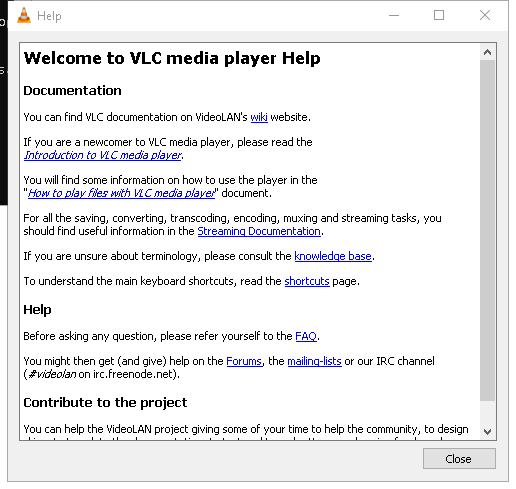 Help
Welcome to VLC media player Help
Documentation
You can find VLC documentation on VideoLAN's wiki website.
If you are a newcomer to VLC media player, please read the
Introduction to VLC media player.
You will find some information on how to use the player in the
"How to play files with VLC media player" document.
For all the saving, converting, transcoding, encoding, muxing and streaming tasks, you
should find useful information in the Streaming Documentation.
If you are unsure about terminology, please consult the knowledge base.
To understand the main keyboard shortcuts, read the shortcuts page.
Help
Before asking any question, please refer yourself to the FAQ.
You might then get (and give) help on the Forums, the mailing-lists or our IRC channel
(#videolan on irc.freenode.net).
Contribute to the project
You can help the VideoLAN project giving some of your time to help the community, to design
Close